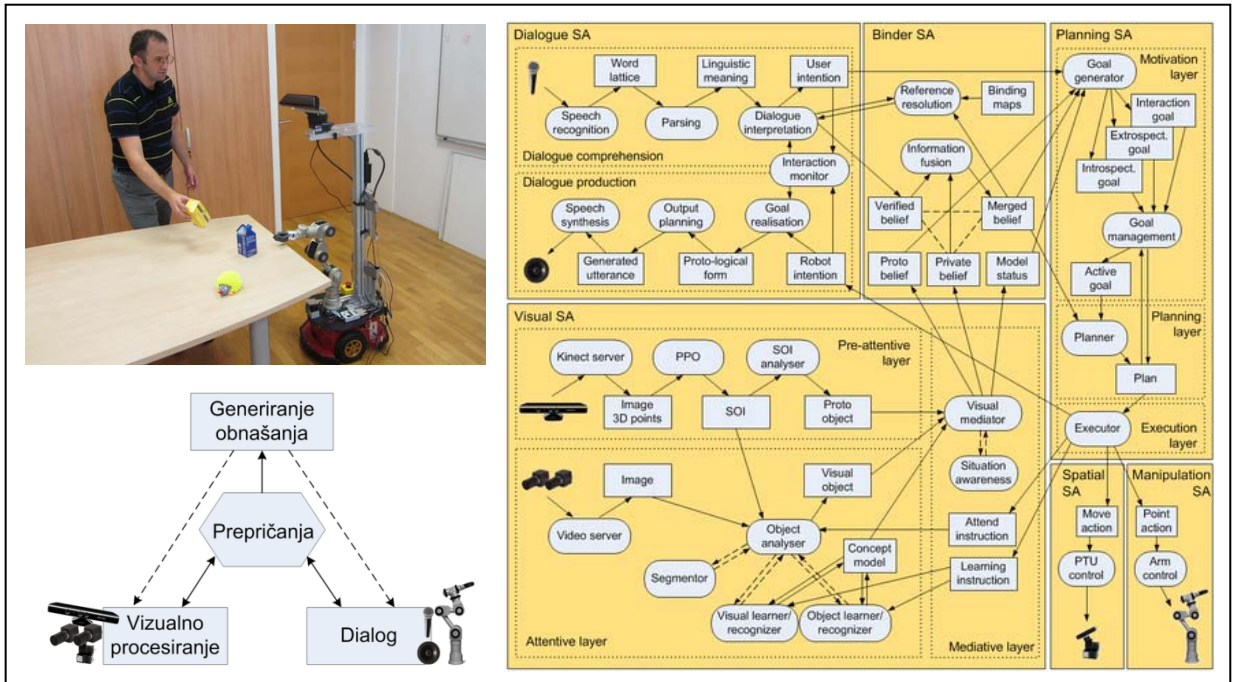 Generiranje
obnašanja
Prepričanja
Vizualno
procesiranje
Dialog
Dialogue SA
Word
lattice
Linguistic
meaning
User
intention
Speech
recognition
Parsing
Dialogue
interpretation
Dialogue comprehension
Interaction
monitor
Dialogue production
Speech
synthesis
Output
planning
Goal
realisation
Generated
utterance
Proto-logical
form
Robot
intention
Binder SA
Reference
resolution
Binding
maps
Information
fusion
Verified
belief
Merged
belief
Proto
belief
Private
belief
Model
status
Planning SA
Goal
generator
Motivation
layer
Interaction
goal
Extrospect.
goal
Introspect.
goal
Goal
management
Active
goal
Planning
layer
Planner
Plan
Executor
Execution
layer
Visual SA
Kinect server
PPO
SOI
analyser
Pre-attentive
layer
Image
3D points
SOI
Proto
object
Visual
mediator
Situation
awareness
Image
Visual
object
Video server
Object
analyser
Attend
instruction
Concept
model
Segmentor
Learning
instruction
Visual learner/
recognizer
Object learner/
recognizer
Attentive layer
Mediative layer
Spatial
SA
Move
action
PTU
control
Manipulation
SA
Point
action
Arm
control